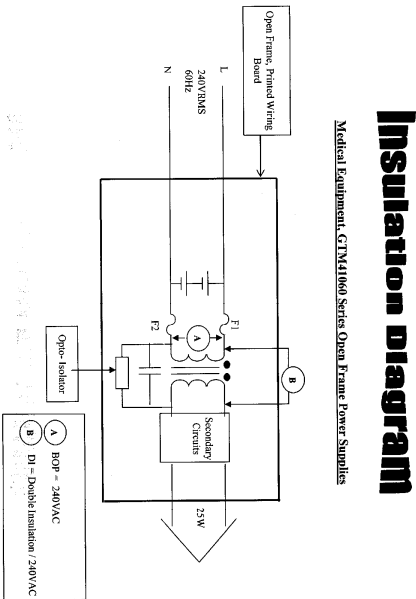 Insulation Diagram
Medical Equipment, GTM41060 Series Open Frame Power Supplies
Open Frame, Printed Wiring
Board
L
240VRMS
60Hz
N
F1
F2
A
B
Secondary
Circuits
25W
Opto- Isolator
A BOP = 240VAC
B DI = Double Insulation / 240VAC